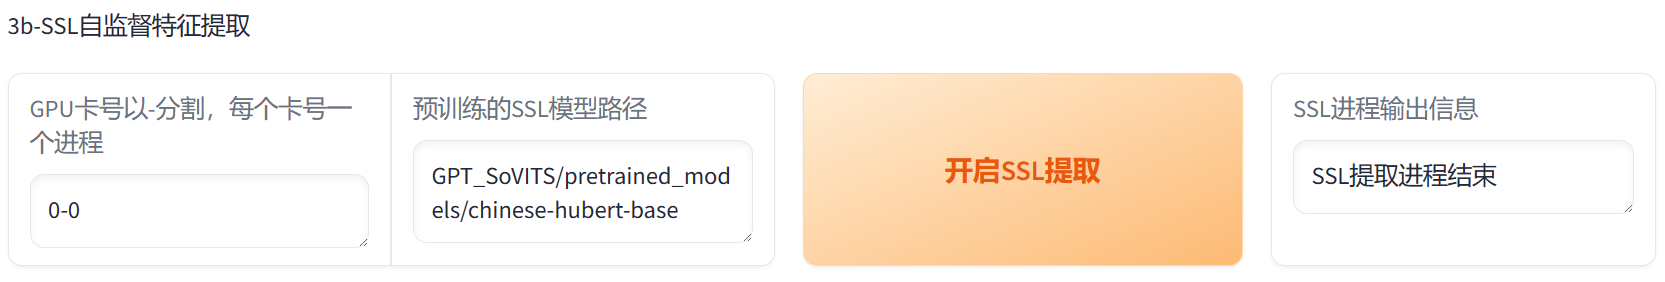 3b-SSL自监督特征提取
GPU卡号以-分割，每个卡号一
个进程
0-0
预训练的SSL模型路径
GPT_SoVITS/pretrained_mod
els/chinese-hubert-base
开启SSL提取
SSL进程输出信息
SSL提取进程结束